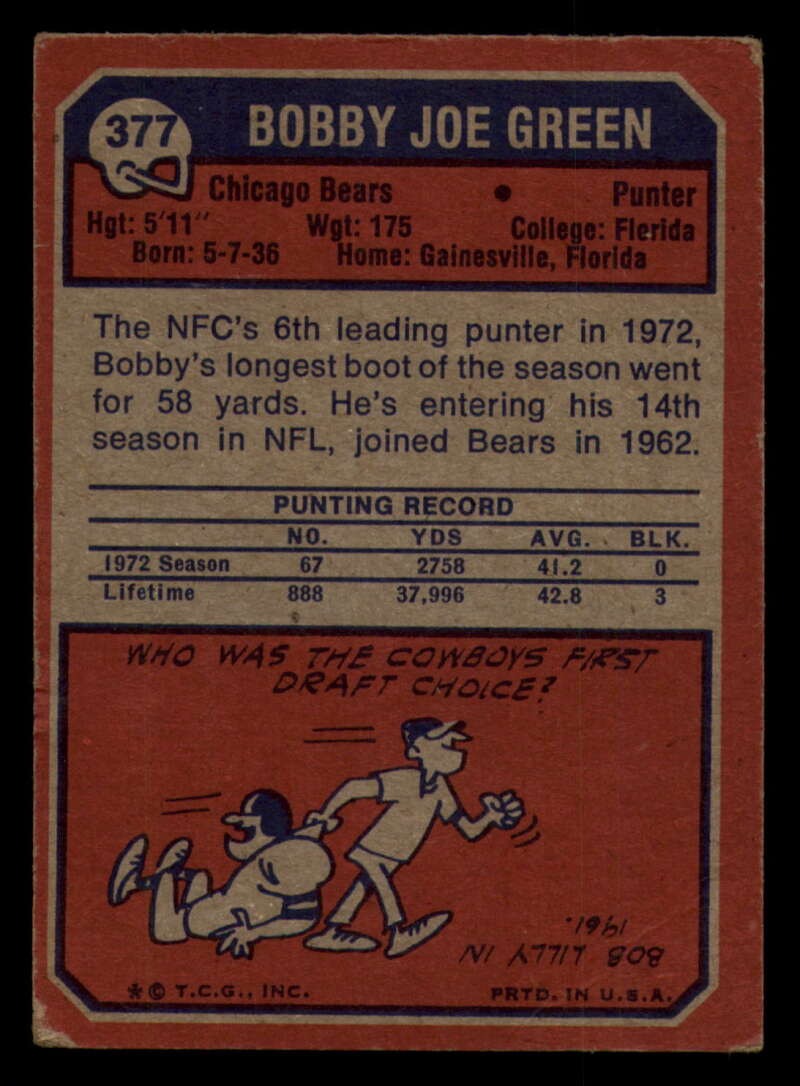 377
BOBBY JOE GREEN
Chicago Bears • Punter
Hgt: 5'11" Wgt: 175 College: Florida
Born: 5-7-36 Home: Gainesville, Florida
The NFC's 6th leading punter in 1972,
Bobby's longest boot of the season went
for 58 yards. He's entering his 14th
season in NFL, joined Bears in 1962.
PUNTING RECORD
NO. YDS AVG. BLK.
1972 Season 67 2758 41.2 0
Lifetime 888 37,996 42.8 3
WHO WAS THE COWBOYS FIRST
DRAFT CHOICE?
BOB LILLY IN
1961.
* © T.C.G., INC. PRTD. IN U.S.A.